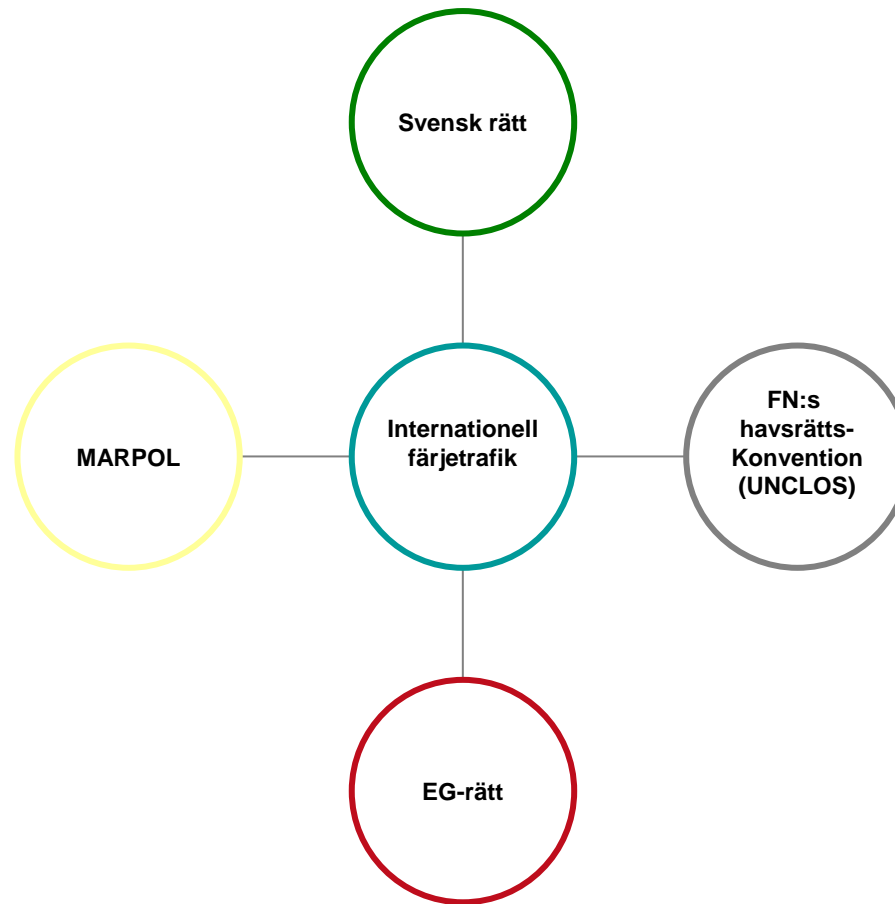 Svensk rätt
MARPOL
Internationell
färjetrafik
FN:s
havsrätts-
Konvention
(UNCLOS)
EG-rätt